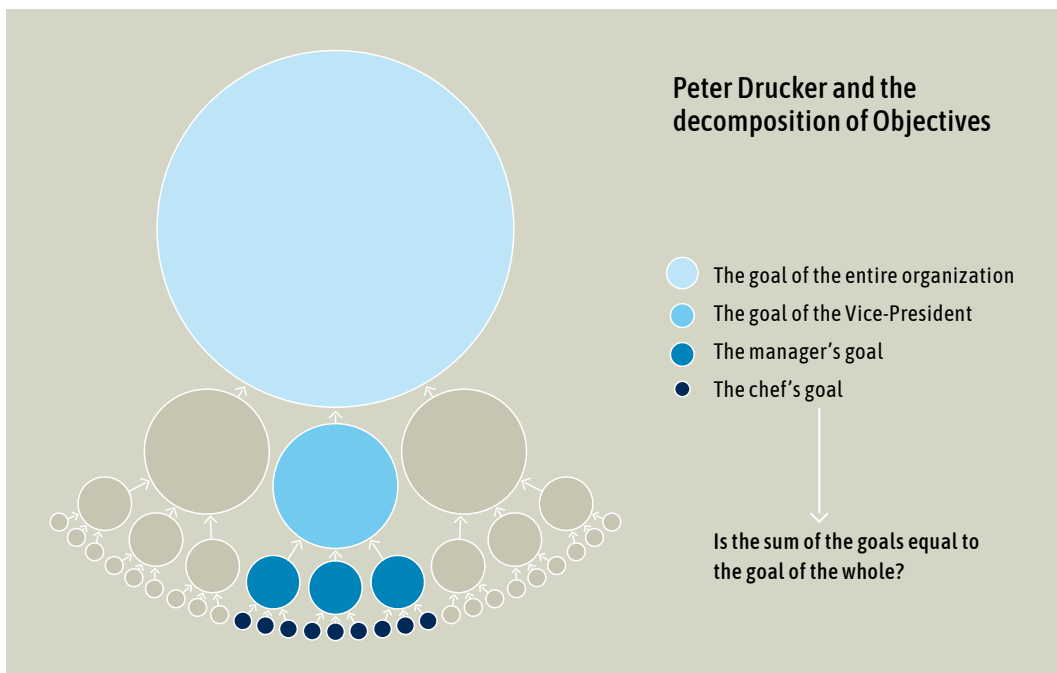 Peter Drucker and the
decomposition of Objectives
The goal of the entire organization
The goal of the Vice-President
The manager’s goal
The chef’s goal
Is the sum of the goals equal to
the goal of the whole?